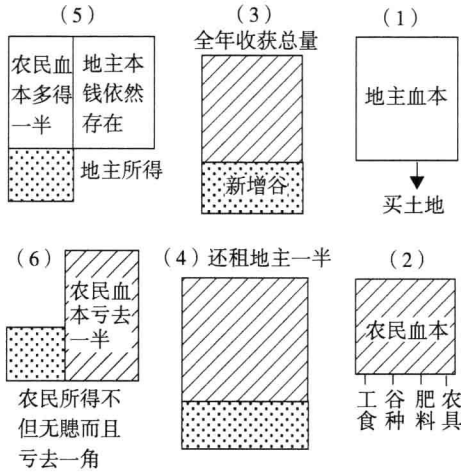 (5)
农民血
本多得
一半
地主本
钱依然
存在
地主所得
(3)
全年收获总量
新增谷
(1)
地主血本
买土地
(6)
农民血
本亏去
一半
农民所得不
但无而且
亏去一角
(4)还租地主一半
(2)
农民血本
工食
谷种
肥料
农具